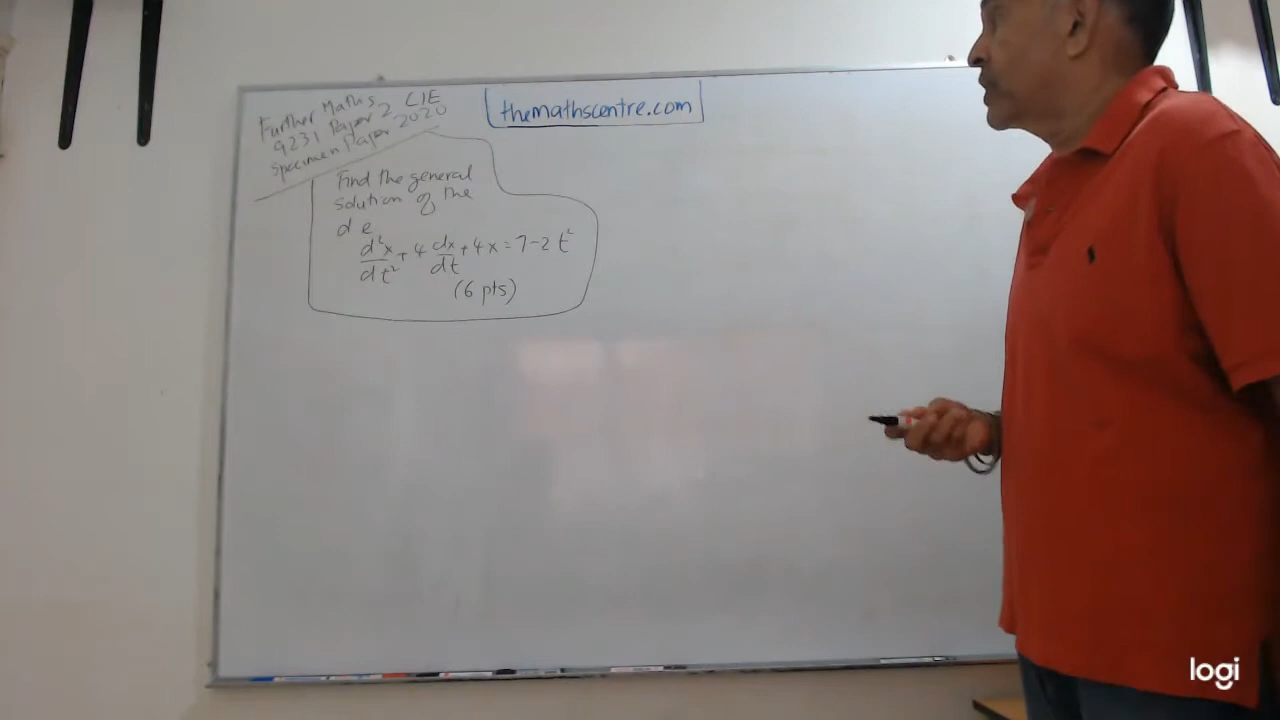 Further Maths CIE
9231 Paper 2
Specimen Paper 2020
themathscentre.com
Find the general
solution of the
d e
d²x/dt² + 4 dx/dt + 4x = 7 - 2t²
(6 pts)
logi